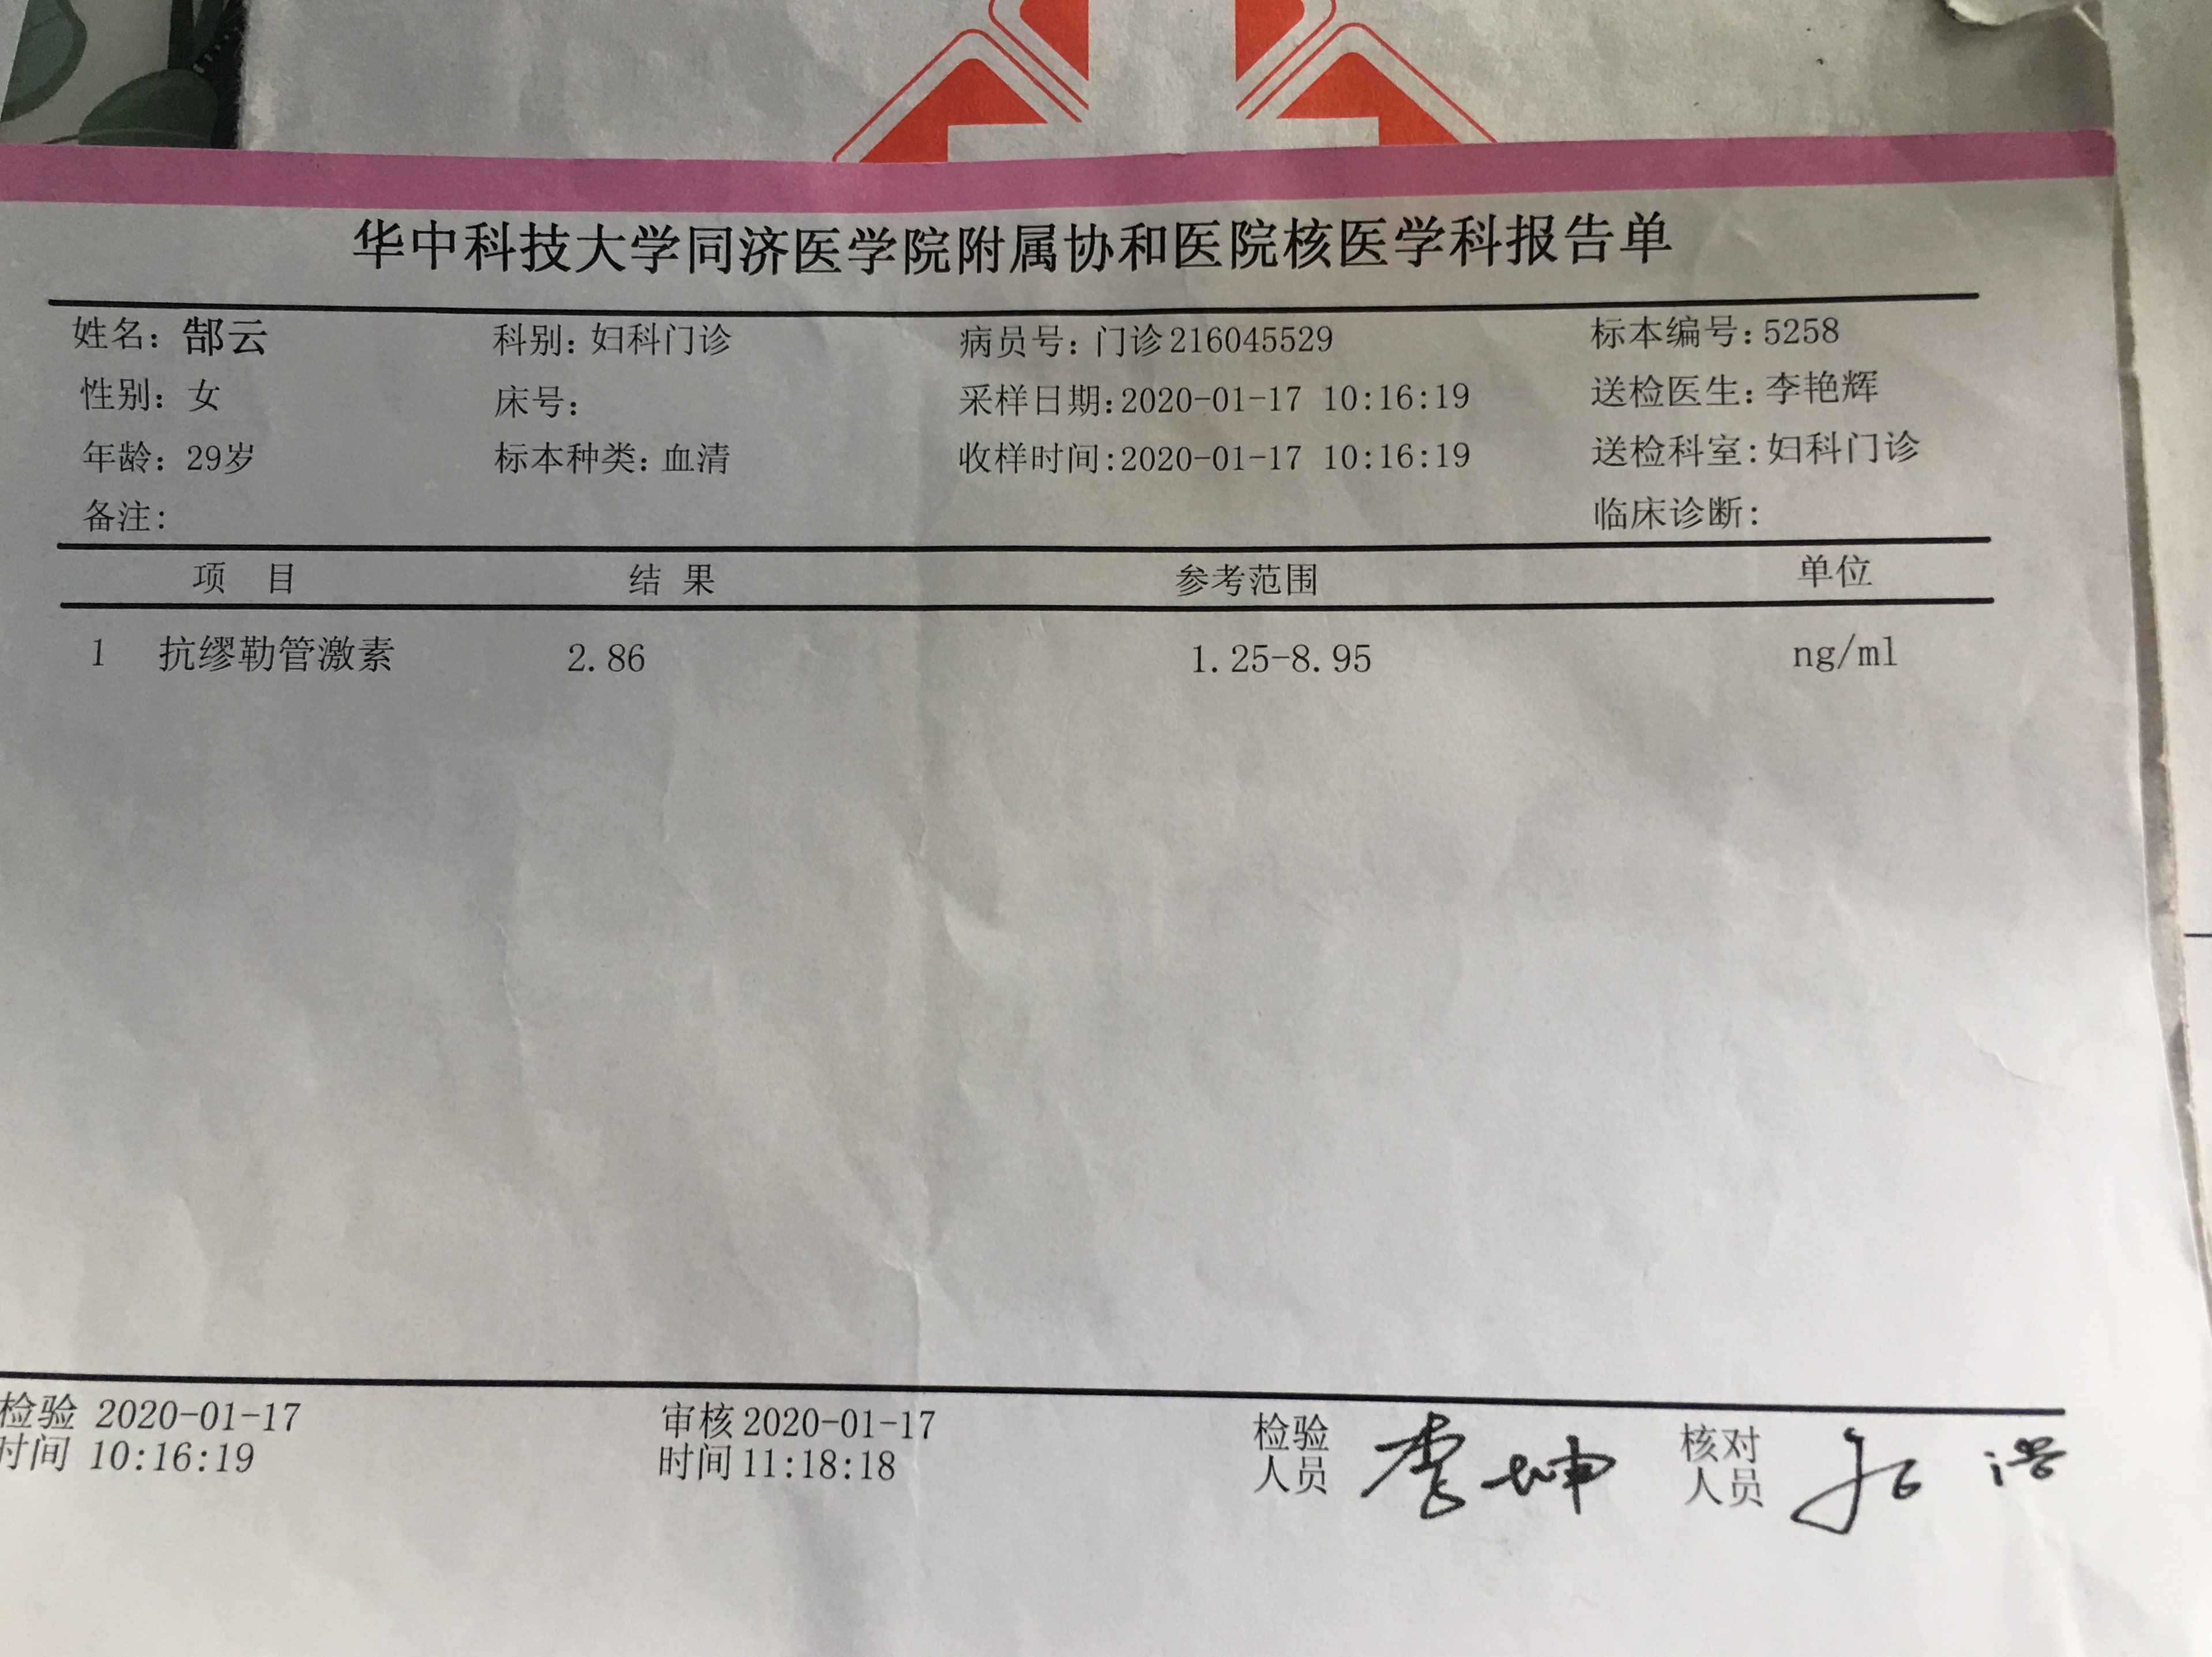 华中科技大学同济医学院附属协和医院核医学科报告单
姓名: 郜云 科别: 妇科门诊 病员号: 门诊216045529 标本编号: 5258
性别: 女 床号: 采样日期: 2020-01-17 10:16:19 送检医生: 李艳辉
年龄: 29岁 标本种类: 血清 收样时间: 2020-01-17 10:16:19 送检科室: 妇科门诊
备注: 临床诊断:
项 目 结 果 参考范围 单位
1 抗缪勒管激素 2.86 1.25-8.95 ng/ml
检验 2020-01-17 审核 2020-01-17 检验 李坤 核对
时间 10:16:19 时间 11:18:18 人员 人员